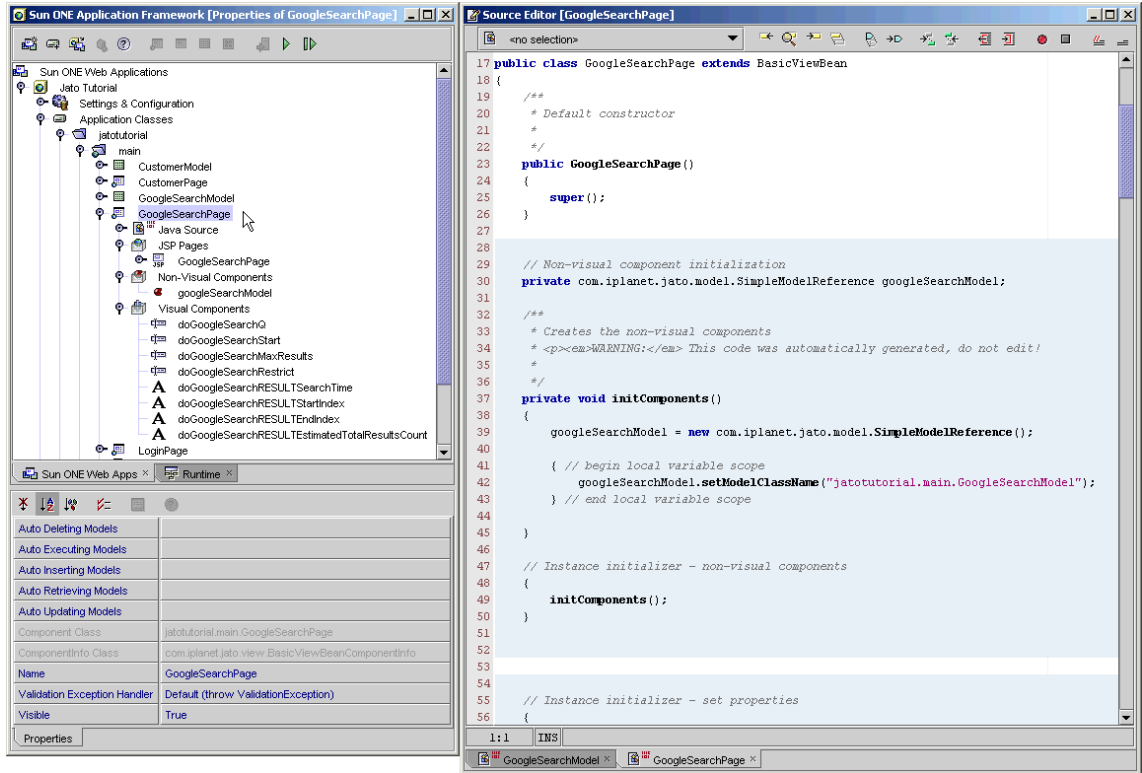 Sun ONE Application Framework [Properties of GoogleSearchPage]
Sun ONE Web Applications
Jato Tutorial
Settings & Configuration
Application Classes
jatotutorial
main
CustomerModel
CustomerPage
GoogleSearchModel
GoogleSearchPage
Java Source
JSP Pages
JSP GoogleSearchPage
Non-Visual Components
googleSearchModel
Visual Components
doGoogleSearchQ
doGoogleSearchStart
doGoogleSearchMaxResults
doGoogleSearchRestrict
A doGoogleSearchRESULTSearchTime
A doGoogleSearchRESULTStartIndex
A doGoogleSearchRESULTEndIndex
A doGoogleSearchRESULTEstimatedTotalResultsCount
LoginPage
Sun ONE Web Apps × Runtime ×
Auto Deleting Models
Auto Executing Models
Auto Inserting Models
Auto Retrieving Models
Auto Updating Models
Component Class jatotutorial.main.GoogleSearchPage
ComponentInfo Class com.iplanet.jato.view.BasicViewBeanComponentInfo
Name GoogleSearchPage
Validation Exception Handler Default (throw ValidationException)
Visible True
Properties
Source Editor [GoogleSearchPage]
<no selection>
17 public class GoogleSearchPage extends BasicViewBean
18 {
19 /**
20 * Default constructor
21 *
22 */
23 public GoogleSearchPage()
24 {
25 super();
26 }
27
28
29 // Non-visual component initialization
30 private com.iplanet.jato.model.SimpleModelReference googleSearchModel;
31
32 /**
33 * Creates the non-visual components
34 * <p><em>WARNING:</em> This code was automatically generated, do not edit!
35 *
36 */
37 private void initComponents()
38 {
39 googleSearchModel = new com.iplanet.jato.model.SimpleModelReference();
40
41 { // begin local variable scope
42 googleSearchModel.setModelClassName("jatotutorial.main.GoogleSearchModel");
43 } // end local variable scope
44
45 }
46
47 // Instance initializer - non-visual components
48 {
49 initComponents();
50 }
51
52
53
54
55 // Instance initializer - set properties
56 {
1:1 INS
GoogleSearchModel × GoogleSearchPage ×